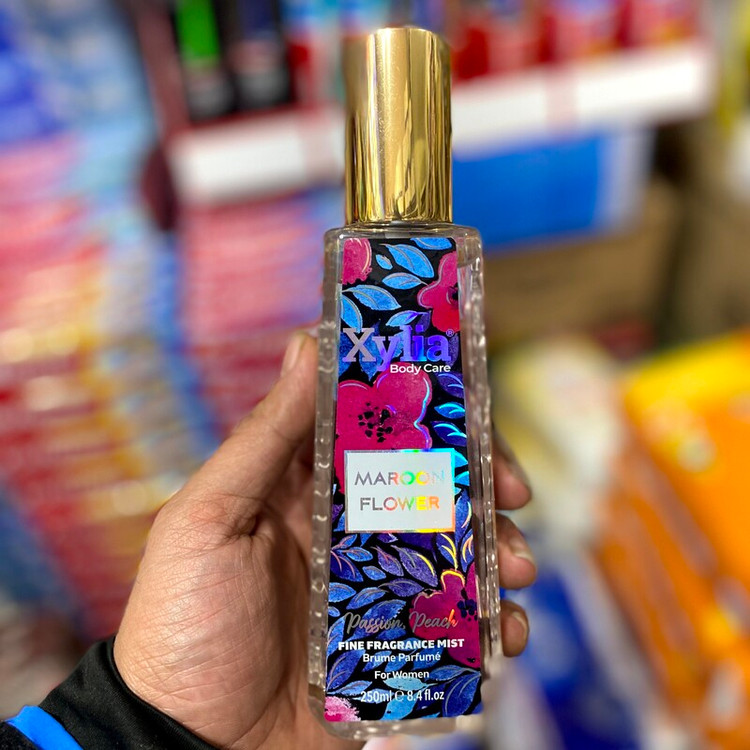 Xylia®
Body Care
MAROON
FLOWER
Passion, Peach
FINE FRAGRANCE MIST
Brume Parfumé
For Women
250ml ℮ 8.4 fl.oz